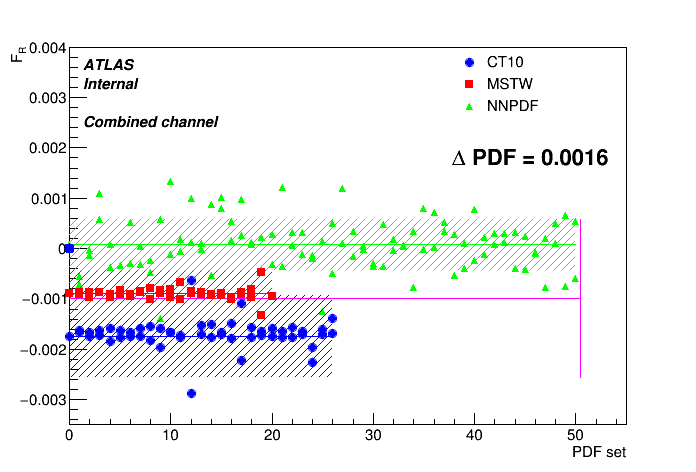 F_R
0.004
0.003
0.002
0.001
0
−0.001
−0.002
−0.003
ATLAS
Internal
Combined channel
CT10
MSTW
NNPDF
Δ PDF = 0.0016
0 10 20 30 40 50
PDF set